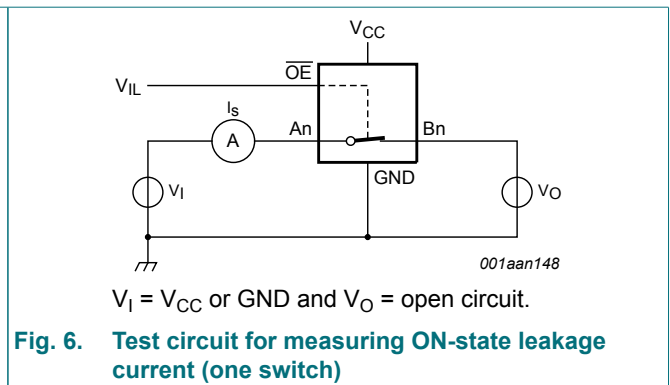 VCC
OE
VIL
Is
A
An
Bn
GND
VI
VO
001aan148
VI = VCC or GND and VO = open circuit.
Fig. 6. Test circuit for measuring ON-state leakage
current (one switch)